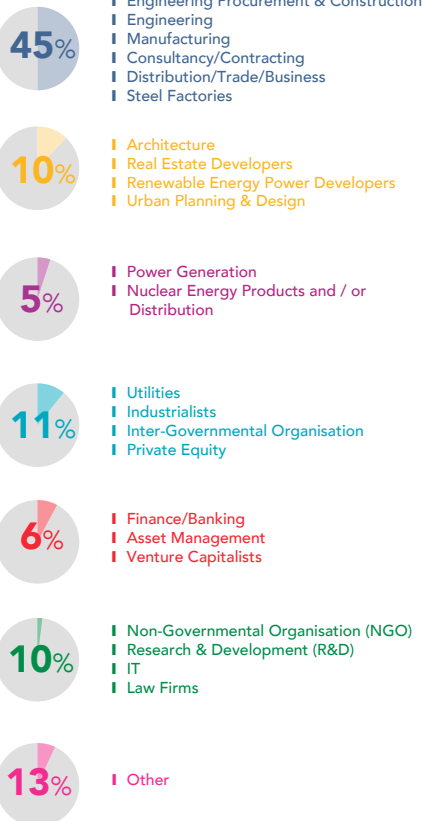 Engineering Procurement & Construction
45%
Engineering
Manufacturing
Consultancy/Contracting
Distribution/Trade/Business
Steel Factories
10%
Architecture
Real Estate Developers
Renewable Energy Power Developers
Urban Planning & Design
5%
Power Generation
Nuclear Energy Products and / or
Distribution
11%
Utilities
Industrialists
Inter-Governmental Organisation
Private Equity
6%
Finance/Banking
Asset Management
Venture Capitalists
10%
Non-Governmental Organisation (NGO)
Research & Development (R&D)
IT
Law Firms
13%
Other